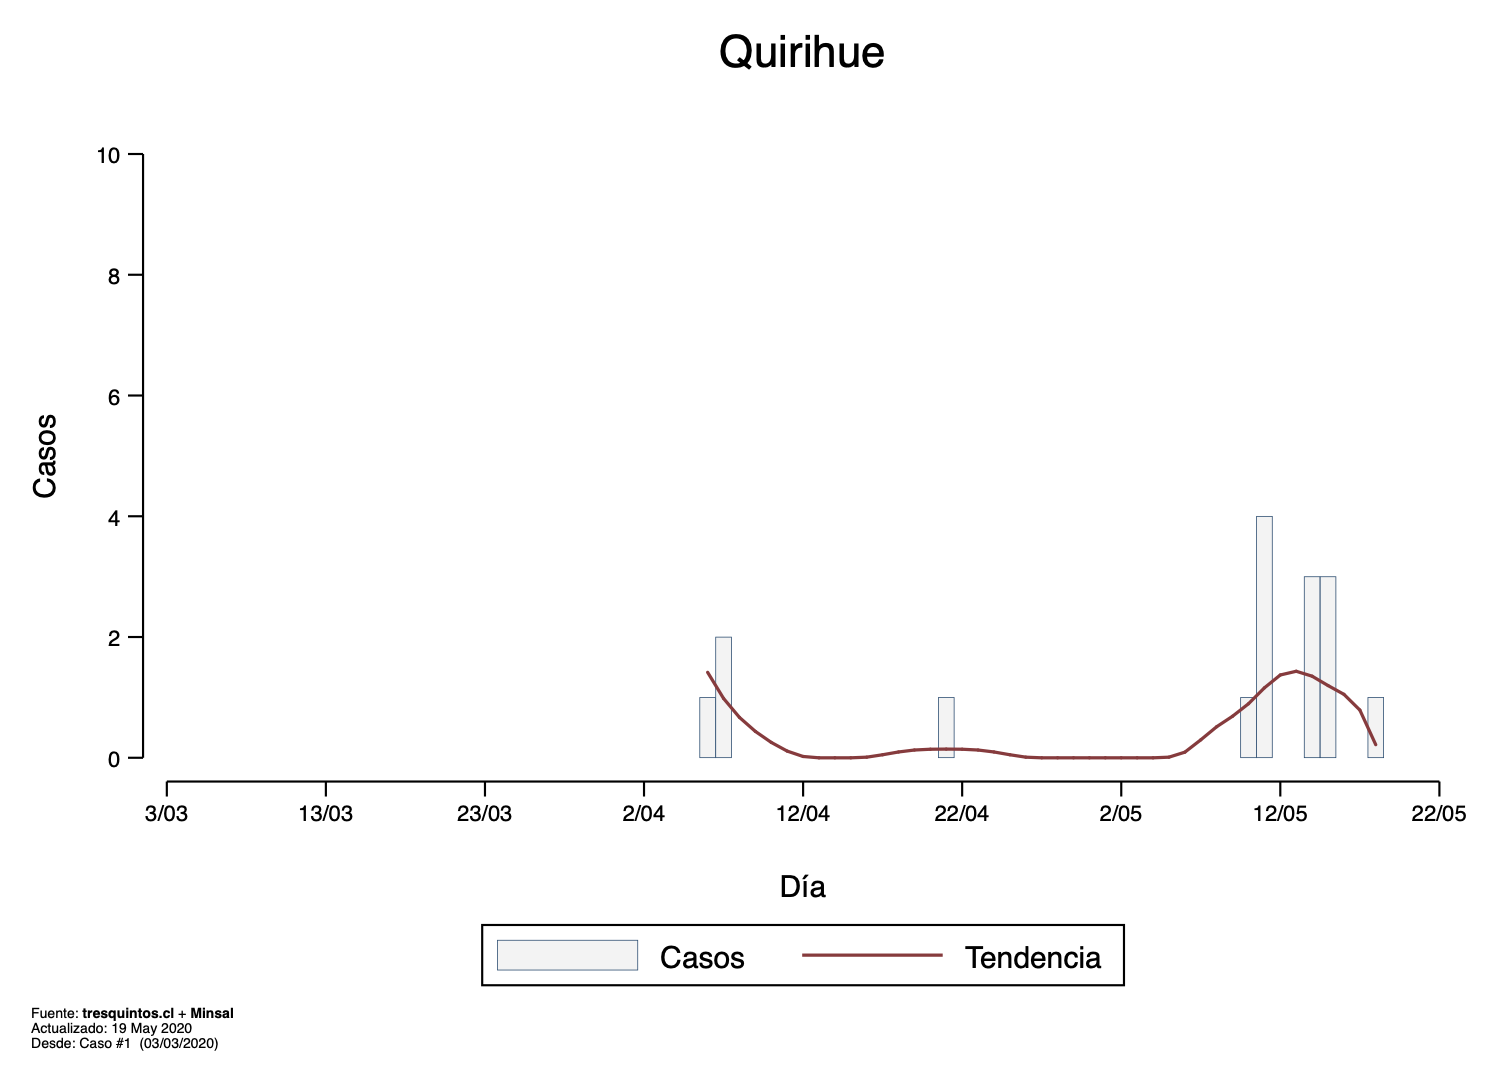 Quirihue
10
8
6
4
2
0
Casos
3/03 13/03 23/03 2/04 12/04 22/04 2/05 12/05 22/05
Día
Casos Tendencia
Fuente: tresquintos.cl + Minsal
Actualizado: 19 May 2020
Desde: Caso #1 (03/03/2020)